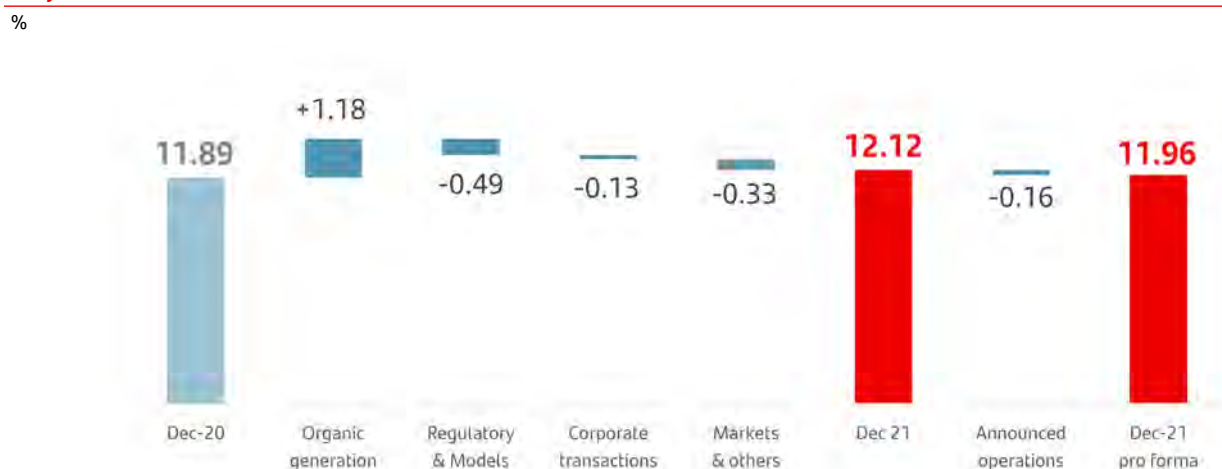 %
+1.18
11.89
12.12
11.96
-0.49
-0.13
-0.33
-0.16
Dec-20
Organic
generation
Regulatory
& Models
Corporate
transactions
Markets
& others
Dec 21
Announced
operations
Dec-21
pro forma